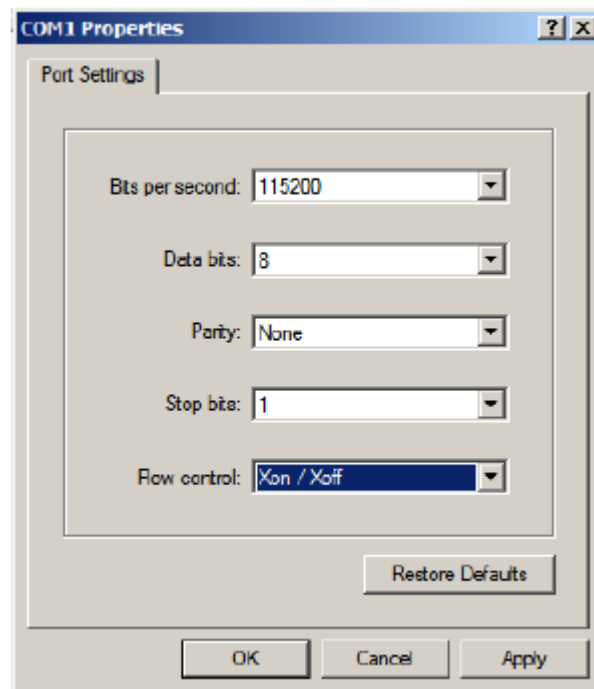 COM1 Properties
Port Settings
Bits per second: 115200
Data bits: 8
Parity: None
Stop bits: 1
Flow control: Xon / Xoff
Restore Defaults
OK Cancel Apply